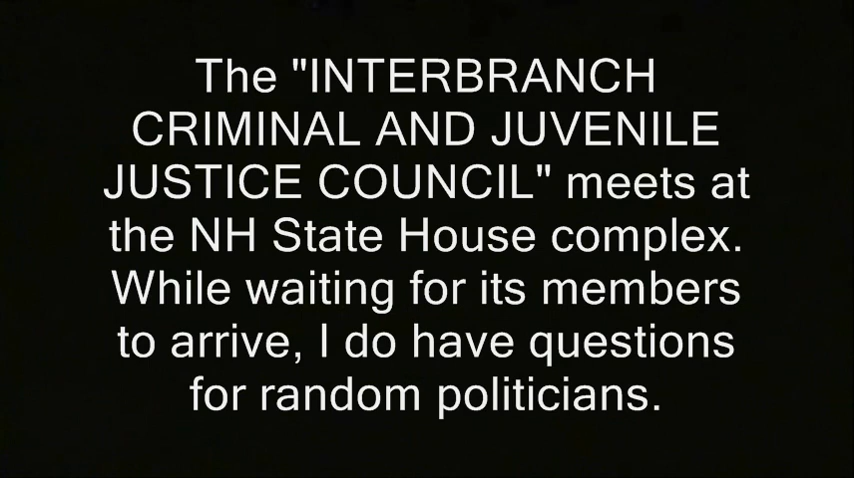 The "INTERBRANCH
CRIMINAL AND JUVENILE
JUSTICE COUNCIL" meets at
the NH State House complex.
While waiting for its members
to arrive, I do have questions
for random politicians.